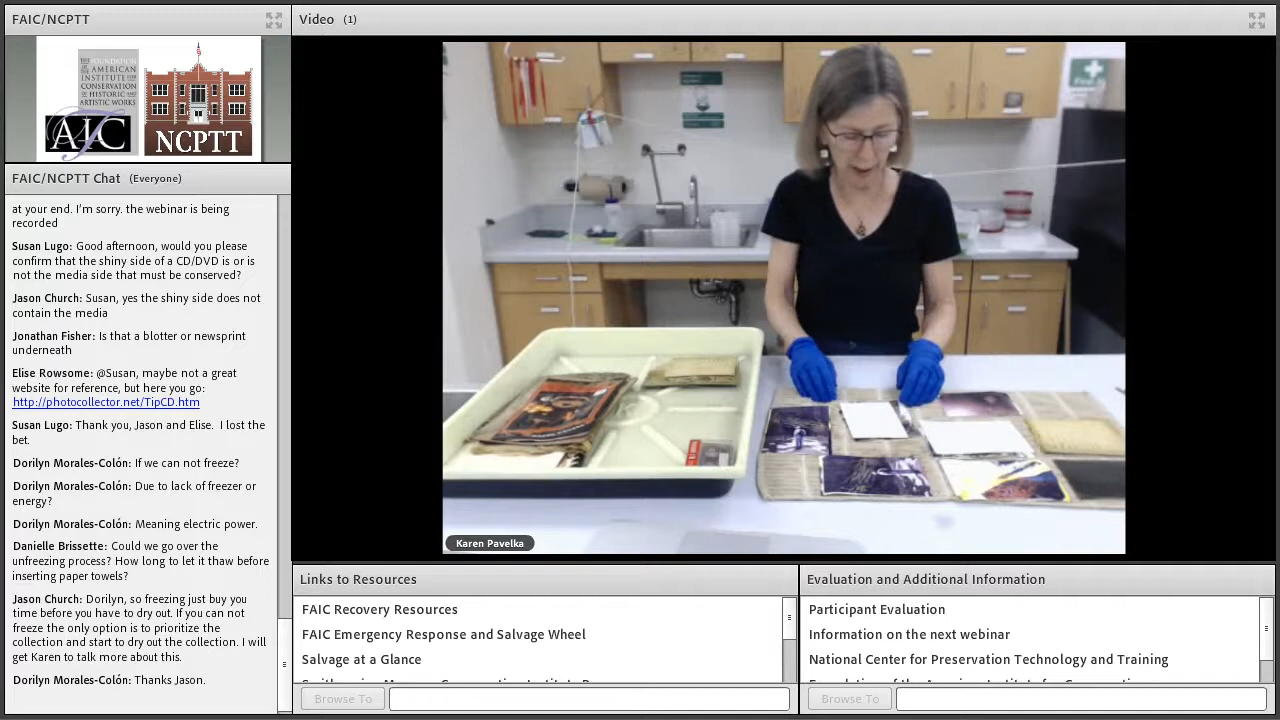 FAIC/NCPTT
THE FOUNDATION
OF THE
AMERICAN
INSTITUTE FOR
CONSERVATION
OF HISTORIC AND
ARTISTIC WORKS
AIC
NCPTT
FAIC/NCPTT Chat (Everyone)
at your end. I'm sorry. the webinar is being
recorded
Susan Lugo: Good afternoon, would you please
confirm that the shiny side of a CD/DVD is or is
not the media side that must be conserved?
Jason Church: Susan, yes the shiny side does not
contain the media
Jonathan Fisher: Is that a blotter or newsprint
underneath
Elise Rowsome: @Susan, maybe not a great
website for reference, but here you go:
http://photocollector.net/TipCD.htm
Susan Lugo: Thank you, Jason and Elise. I lost the
bet.
Dorilyn Morales-Colón: If we can not freeze?
Dorilyn Morales-Colón: Due to lack of freezer or
energy?
Dorilyn Morales-Colón: Meaning electric power.
Danielle Brissette: Could we go over the
unfreezing process? How long to let it thaw before
inserting paper towels?
Jason Church: Dorilyn, so freezing just buy you
time before you have to dry out. If you can not
freeze the only option is to prioritize the
collection and start to dry out the collection. I will
get Karen to talk more about this.
Dorilyn Morales-Colón: Thanks Jason.
Video (1)
First Aid
Karen Pavelka
Links to Resources
FAIC Recovery Resources
FAIC Emergency Response and Salvage Wheel
Salvage at a Glance
Browse To
Evaluation and Additional Information
Participant Evaluation
Information on the next webinar
National Center for Preservation Technology and Training
Browse To